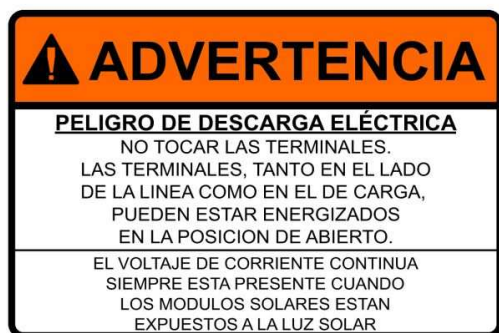 ADVERTENCIA
PELIGRO DE DESCARGA ELÉCTRICA
NO TOCAR LAS TERMINALES.
LAS TERMINALES, TANTO EN EL LADO
DE LA LINEA COMO EN EL DE CARGA,
PUEDEN ESTAR ENERGIZADOS
EN LA POSICION DE ABIERTO.
EL VOLTAJE DE CORRIENTE CONTINUA
SIEMPRE ESTA PRESENTE CUANDO
LOS MODULOS SOLARES ESTAN
EXPUESTOS A LA LUZ SOLAR